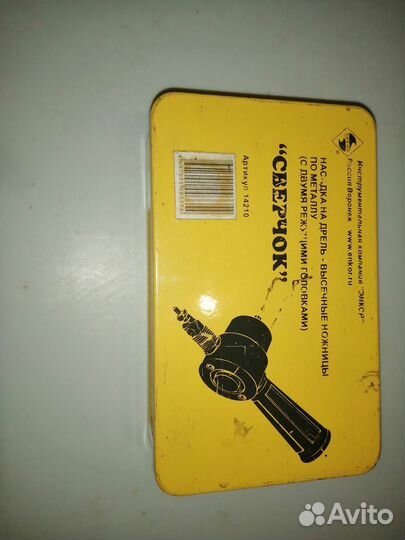 Инструментальная компания "ЭНКОР"
Россия Воронеж www.enkor.ru
НАСАДКА НА ДРЕЛЬ - ВЫСЕЧНЫЕ НОЖНИЦЫ
ПО МЕТАЛЛУ
(С ДВУМЯ РЕЖУЩИМИ ГОЛОВКАМИ)
"СВЕРЧОК"
Артикул 14210
Avito